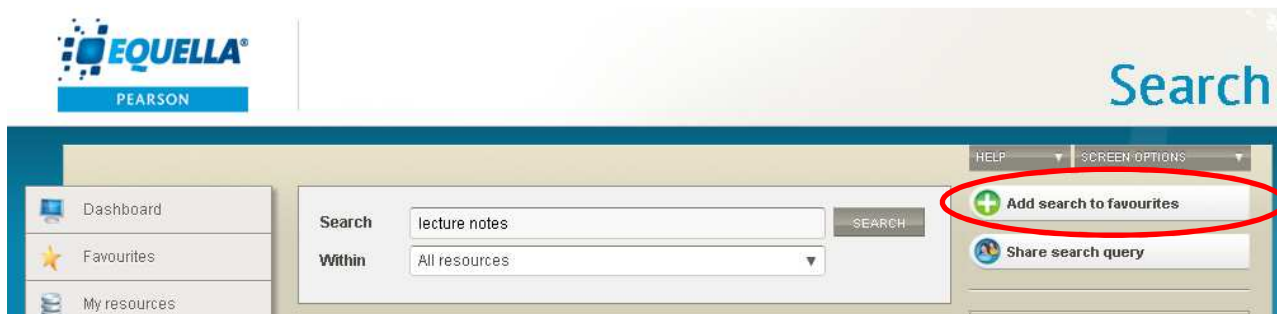 EQUELLA®
PEARSON
Search
HELP
SCREEN OPTIONS
Dashboard
Search
lecture notes
SEARCH
Add search to favourites
Favourites
Within
All resources
Share search query
My resources